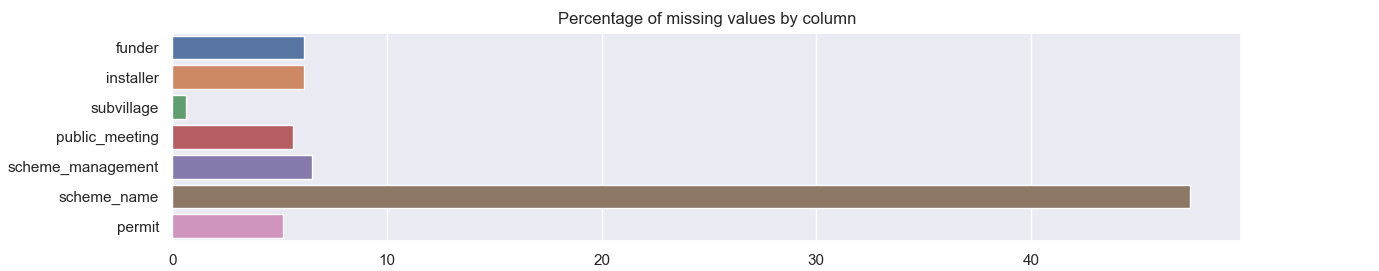 Percentage of missing values by column
funder
installer
subvillage
public_meeting
scheme_management
scheme_name
permit
0 10 20 30 40